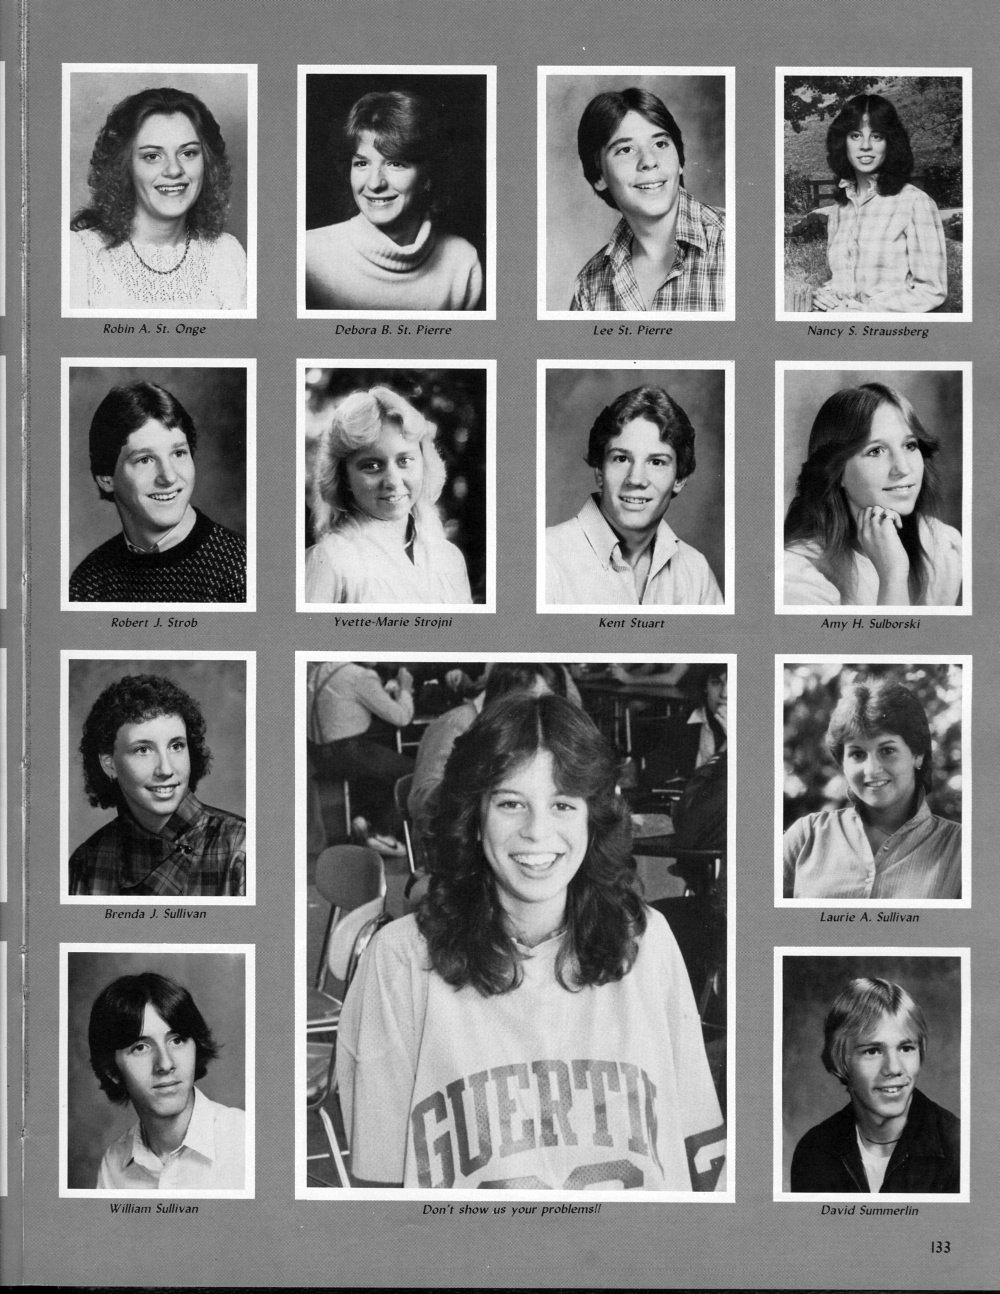 Robin A. St. Onge
Debora B. St. Pierre
Lee St. Pierre
Nancy S. Straussberg
Robert J. Strob
Yvette-Marie Strojni
Kent Stuart
Amy H. Sulborski
Brenda J. Sullivan
Laurie A. Sullivan
GUERTIN
William Sullivan
Don't show us your problems!!
David Summerlin
133